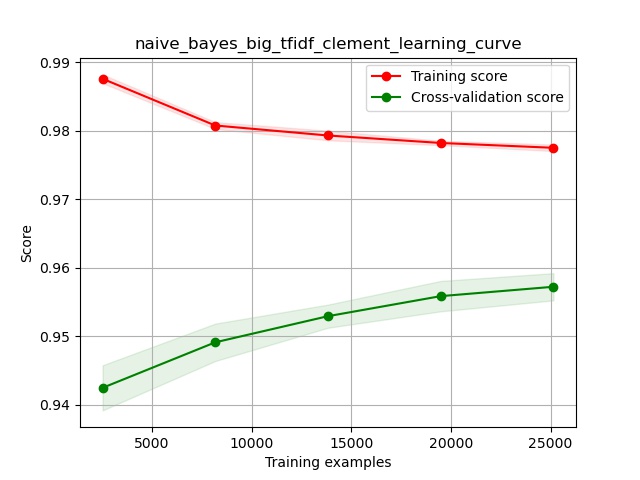 naive_bayes_big_tfidf_clement_learning_curve
0.99
0.98
0.97
0.96
0.95
0.94
Score
Training score
Cross-validation score
5000 10000 15000 20000 25000
Training examples